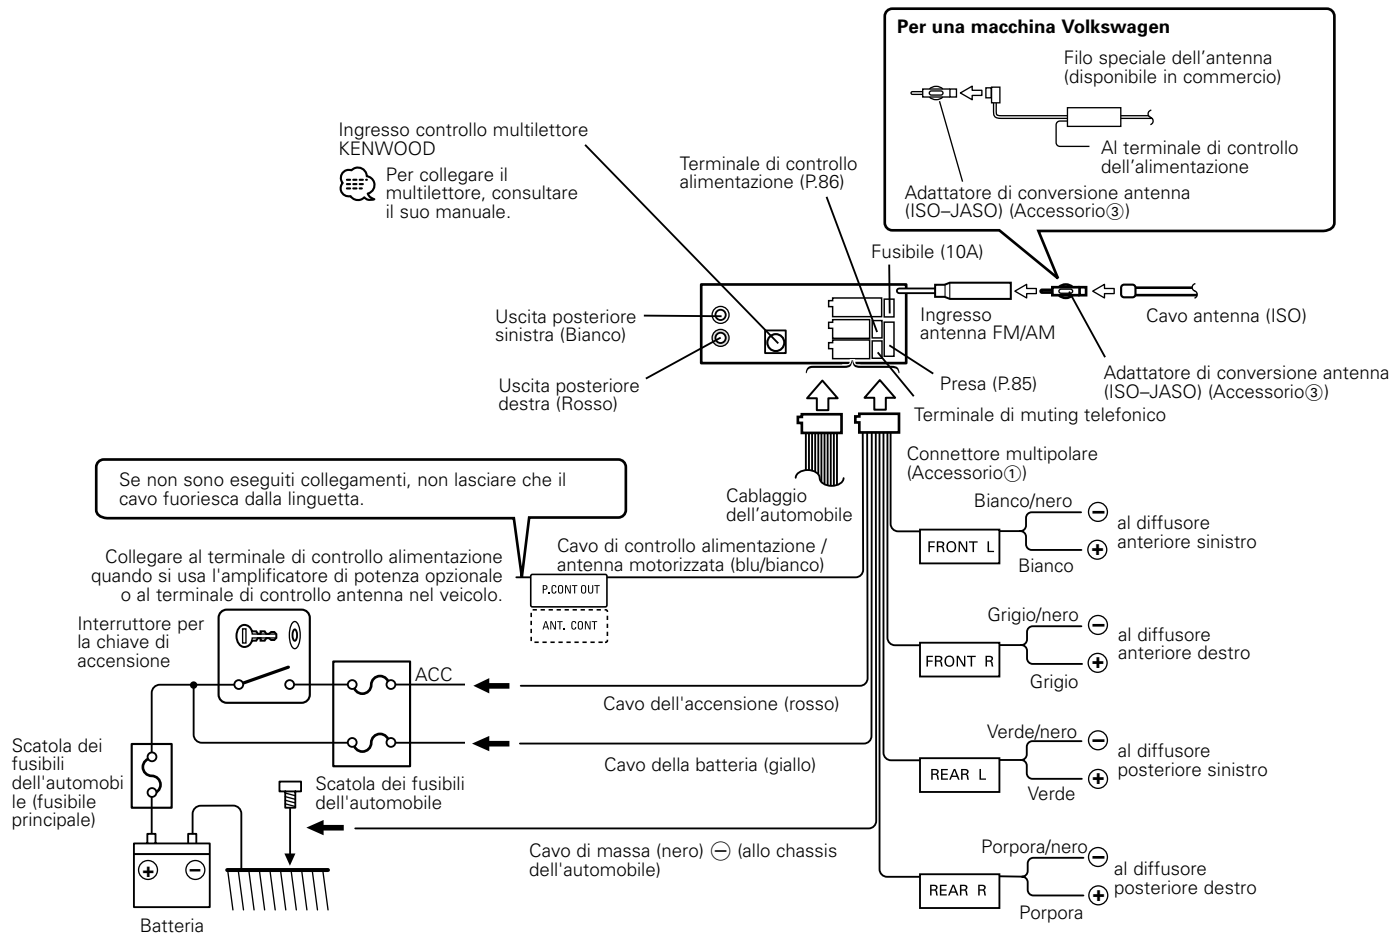 Per una macchina Volkswagen
Filo speciale dell'antenna
(disponibile in commercio)
Al terminale di controllo
dell'alimentazione
Adattatore di conversione antenna
(ISO–JASO) (Accessorio③)
Ingresso controllo multilettore
KENWOOD
Per collegare il
multilettore, consultare
il suo manuale.
Terminale di controllo
alimentazione (P.86)
Fusibile (10A)
Uscita posteriore
sinistra (Bianco)
Ingresso
antenna FM/AM
Cavo antenna (ISO)
Uscita posteriore
destra (Rosso)
Presa (P.85)
Adattatore di conversione antenna
(ISO–JASO) (Accessorio③)
Terminale di muting telefonico
Connettore multipolare
(Accessorio①)
Cablaggio
dell'automobile
Se non sono eseguiti collegamenti, non lasciare che il
cavo fuoriesca dalla linguetta.
Collegare al terminale di controllo alimentazione
quando si usa l'amplificatore di potenza opzionale
o al terminale di controllo antenna nel veicolo.
Cavo di controllo alimentazione /
antenna motorizzata (blu/bianco)
P.CONT OUT
ANT. CONT
Bianco/nero
FRONT L
Bianco
⊖
⊕
al diffusore
anteriore sinistro
Grigio/nero
FRONT R
Grigio
⊖
⊕
al diffusore
anteriore destro
Interruttore per
la chiave di
accensione
ACC
Cavo dell'accensione (rosso)
Cavo della batteria (giallo)
Verde/nero
REAR L
Verde
⊖
⊕
al diffusore
posteriore sinistro
Scatola dei
fusibili
dell'automobi
le (fusibile
principale)
Scatola dei fusibili
dell'automobile
Cavo di massa (nero) ⊖ (allo chassis
dell'automobile)
Porpora/nero
REAR R
Porpora
⊖
⊕
al diffusore
posteriore destro
⊕ ⊖
Batteria